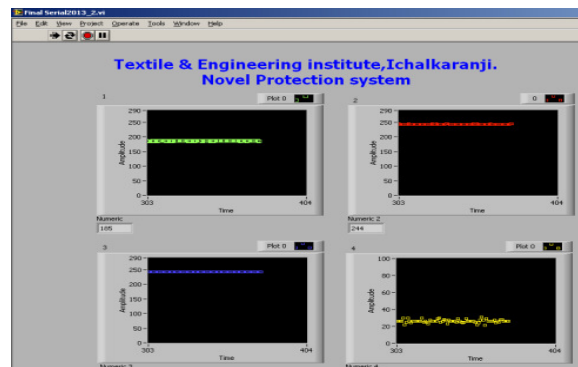 Final Serial2013_2.vi
File Edit View Project Operate Tools Window Help
Textile & Engineering institute,Ichalkaranji.
Novel Protection system
1
Plot 0
2
0
290
250
200
150
100
50
0
Amplitude
303
404
Time
290
250
200
150
100
50
0
Amplitude
303
404
Time
Numeric
185
Numeric 2
244
3
Plot 0
4
Plot 0
290
250
200
150
100
50
0
Amplitude
303
404
Time
100
80
60
40
20
0
Amplitude
303
404
Time
Numeric 3
Numeric 4